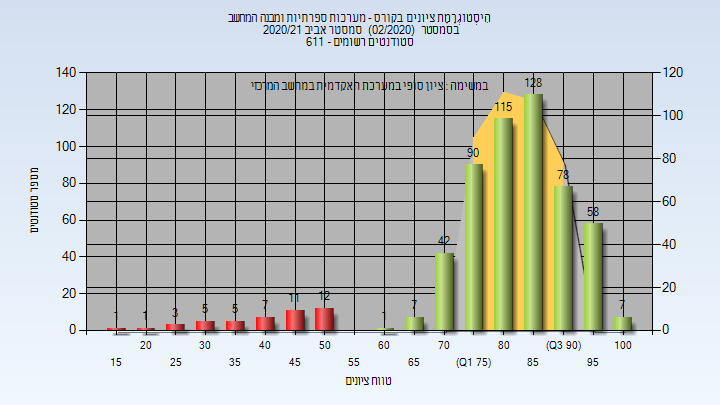 היסטוגרמת ציונים בקורס - מערכות ספרתיות ומבנה המחשב
בסמסטר (02/2020) סמסטר אביב 2020/21
סטודנטים רשומים - 611
במשימה : ציון סופי במערכת האקדמית במחשב המרכזי
מספר סטודנטים
140 120 100 80 60 40 20 0
120 100 80 60 40 20 0
1 1 3 5 5 7 11 12 1 7 42 90 115 128 78 58 7
20 30 40 50 60 70 80 (Q3 90) 100
15 25 35 45 55 65 (Q1 75) 85 95
טווח ציונים